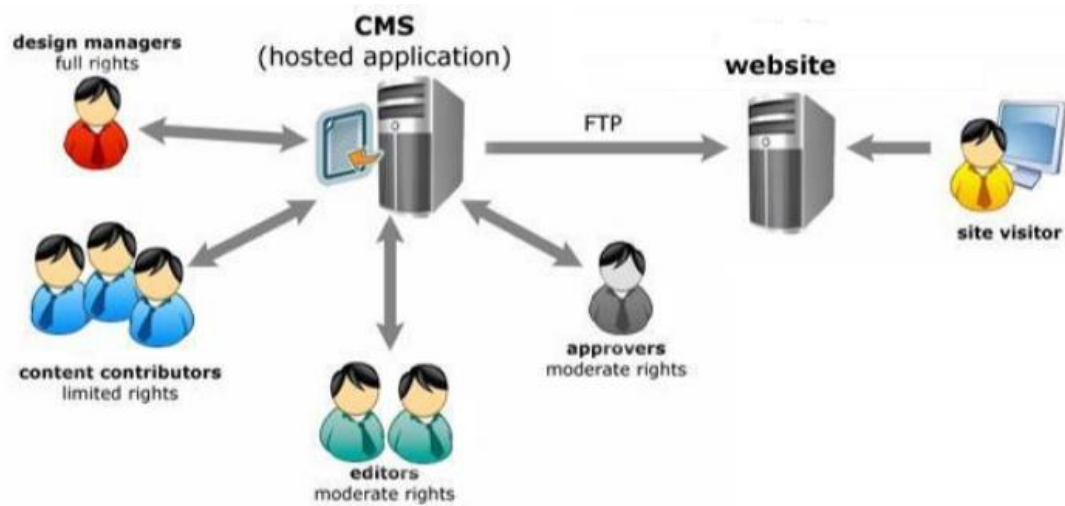 design managers
full rights
CMS
(hosted application)
website
FTP
site visitor
content contributors
limited rights
approvers
moderate rights
editors
moderate rights